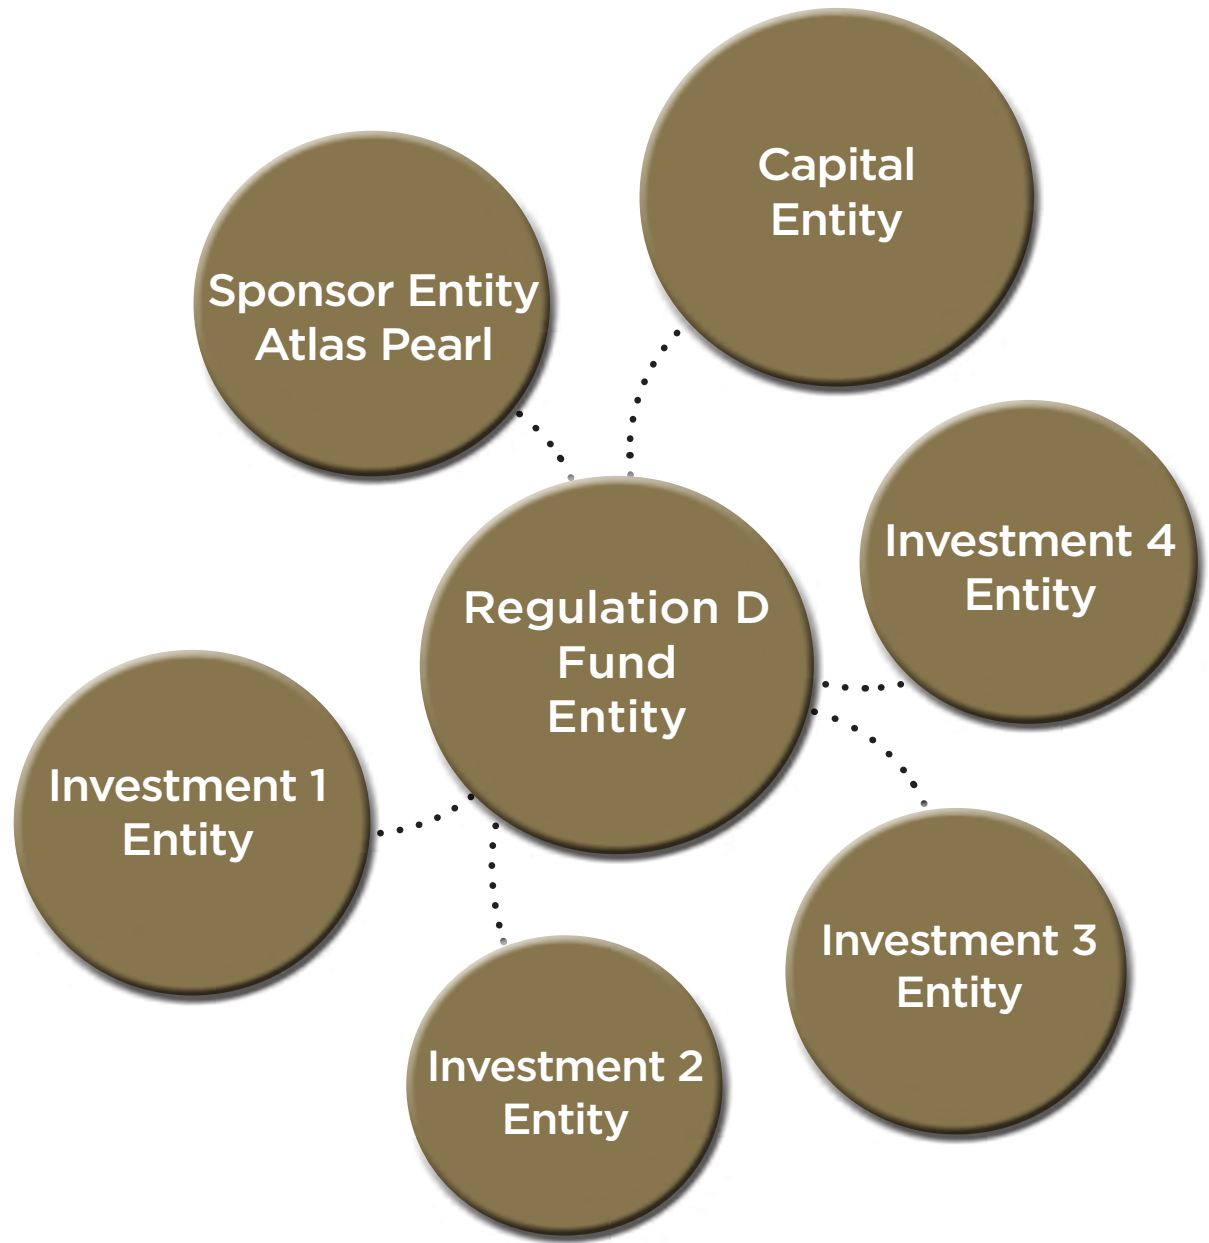 Capital
Entity
Sponsor Entity
Atlas Pearl
Investment 4
Entity
Regulation D
Fund
Entity
Investment 1
Entity
Investment 3
Entity
Investment 2
Entity